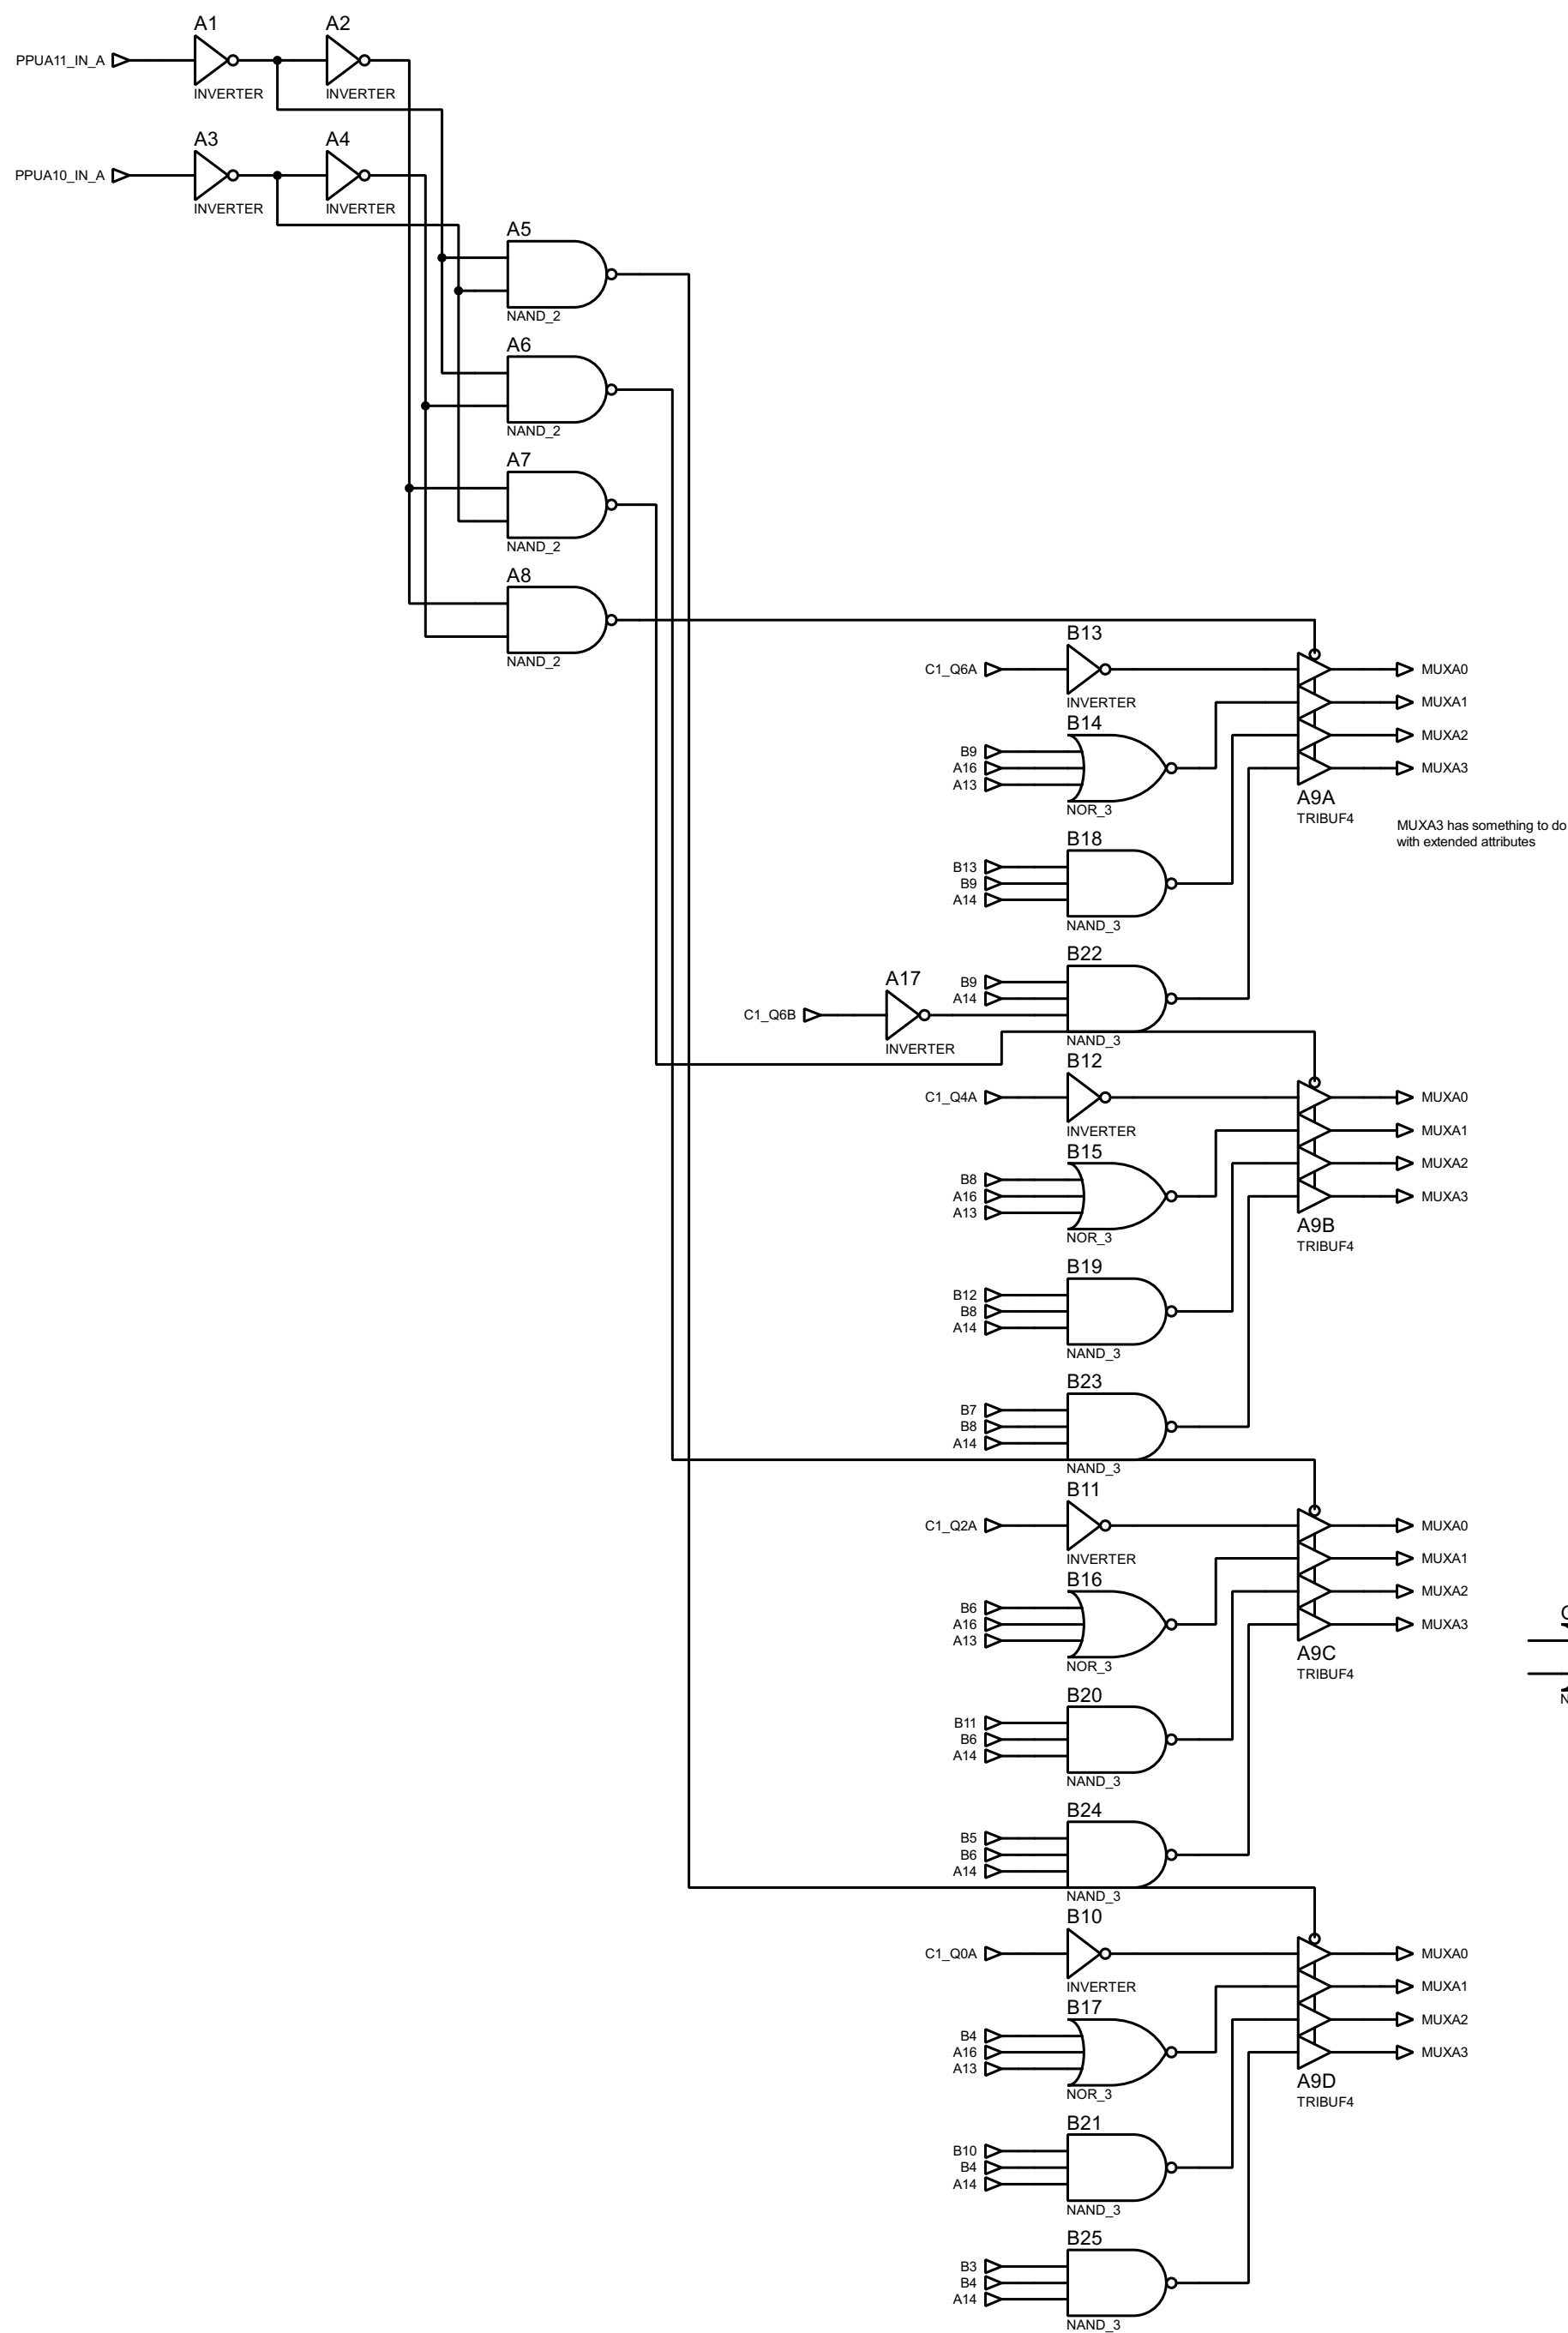 A1
A2
PPUA11_IN_A
INVERTER
INVERTER
A3
A4
PPUA10_IN_A
INVERTER
INVERTER
A5
NAND_2
A6
NAND_2
A7
NAND_2
A8
NAND_2
B13
C1_Q6A
MUXA0
INVERTER
MUXA1
B14
MUXA2
B9
A16
MUXA3
A13
A9A
NOR_3
TRIBUF4
MUXA3 has something to do
with extended attributes
B18
B13
B9
A14
NAND_3
B22
A17
B9
A14
C1_Q6B
INVERTER
NAND_3
B12
C1_Q4A
MUXA0
INVERTER
MUXA1
B15
MUXA2
B8
A16
MUXA3
A13
A9B
NOR_3
TRIBUF4
B19
B12
B8
A14
NAND_3
B23
B7
B8
A14
NAND_3
B11
C1_Q2A
MUXA0
INVERTER
MUXA1
B16
MUXA2
B6
A16
MUXA3
A13
A9C
NOR_3
TRIBUF4
B20
B11
B6
A14
NAND_3
B24
B5
B6
A14
NAND_3
B10
C1_Q0A
MUXA0
INVERTER
MUXA1
B17
MUXA2
B4
A16
MUXA3
A13
A9D
NOR_3
TRIBUF4
B21
B10
B4
A14
NAND_3
B25
B3
B4
A14
NAND_3